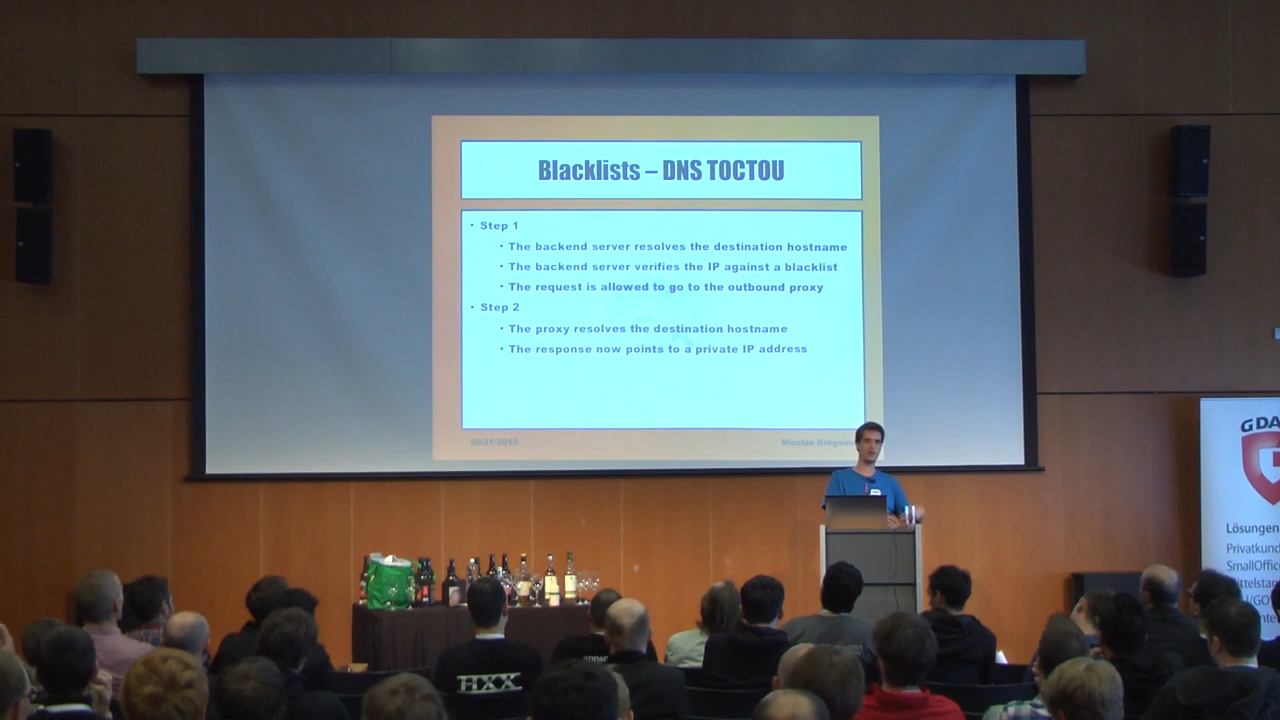 Blacklists – DNS TOCTOU
• Step 1
• The backend server resolves the destination hostname
• The backend server verifies the IP against a blacklist
• The request is allowed to go to the outbound proxy
• Step 2
• The proxy resolves the destination hostname
• The response now points to a private IP address
Nicolas
G DA
Lösungen
Privatkund
SmallOffic
HXX